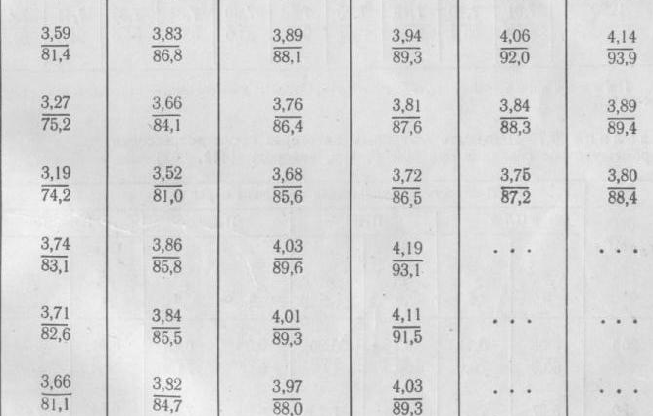 3,59 3,83 3,89 3,94 4,06 4,14
81,4 86,8 88,1 89,3 92,0 93,9
3,27 3,66 3,76 3,81 3,84 3,89
75,2 84,1 86,4 87,6 88,3 89,4
3,19 3,52 3,68 3,72 3,75 3,80
74,2 81,0 85,6 86,5 87,2 88,4
3,74 3,86 4,03 4,19 . . . . . .
83,1 85,8 89,6 93,1
3,71 3,84 4,01 4,11 . . . . . .
82,6 85,5 89,3 91,5
3,66 3,82 3,97 4,03 . . . . . .
81,1 84,7 88,0 89,3